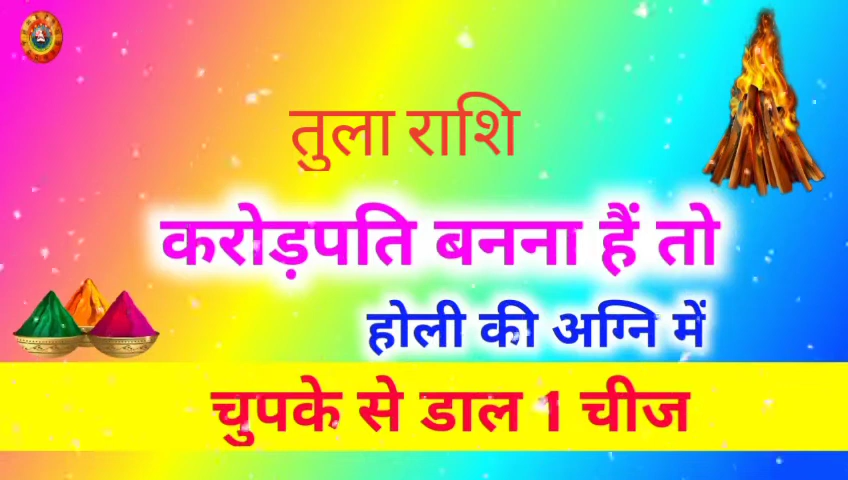 तुला राशि
करोड़पति बनना हैं तो
होली की अग्नि में
चुपके से डाल 1 चीज